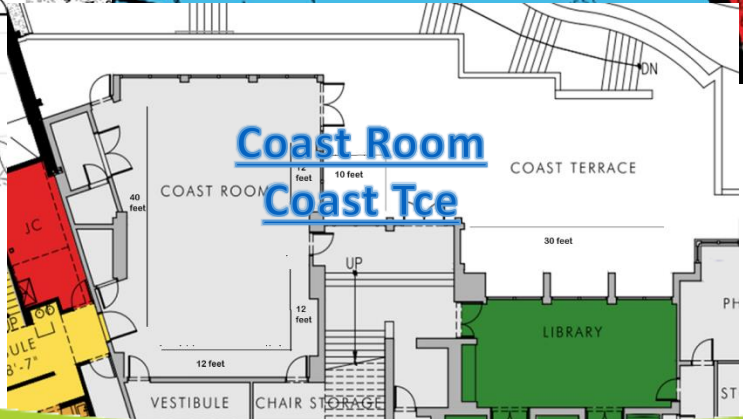 DN
Coast Room
Coast Tce
12
feet
10 feet
COAST TERRACE
COAST ROOM
40
feet
JC
30 feet
UP
12
feet
LIBRARY
PH
UP
ULE
8'-7"
12 feet
VESTIBULE
CHAIR STORAGE
ST